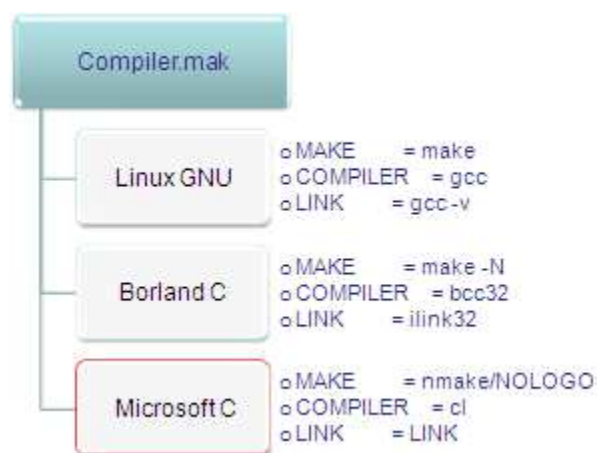 Compiler.mak
Linux GNU
o MAKE = make
o COMPILER = gcc
o LINK = gcc -v
Borland C
o MAKE = make -N
o COMPILER = bcc32
o LINK = ilink32
Microsoft C
o MAKE = nmake/NOLOGO
o COMPILER = cl
o LINK = LINK